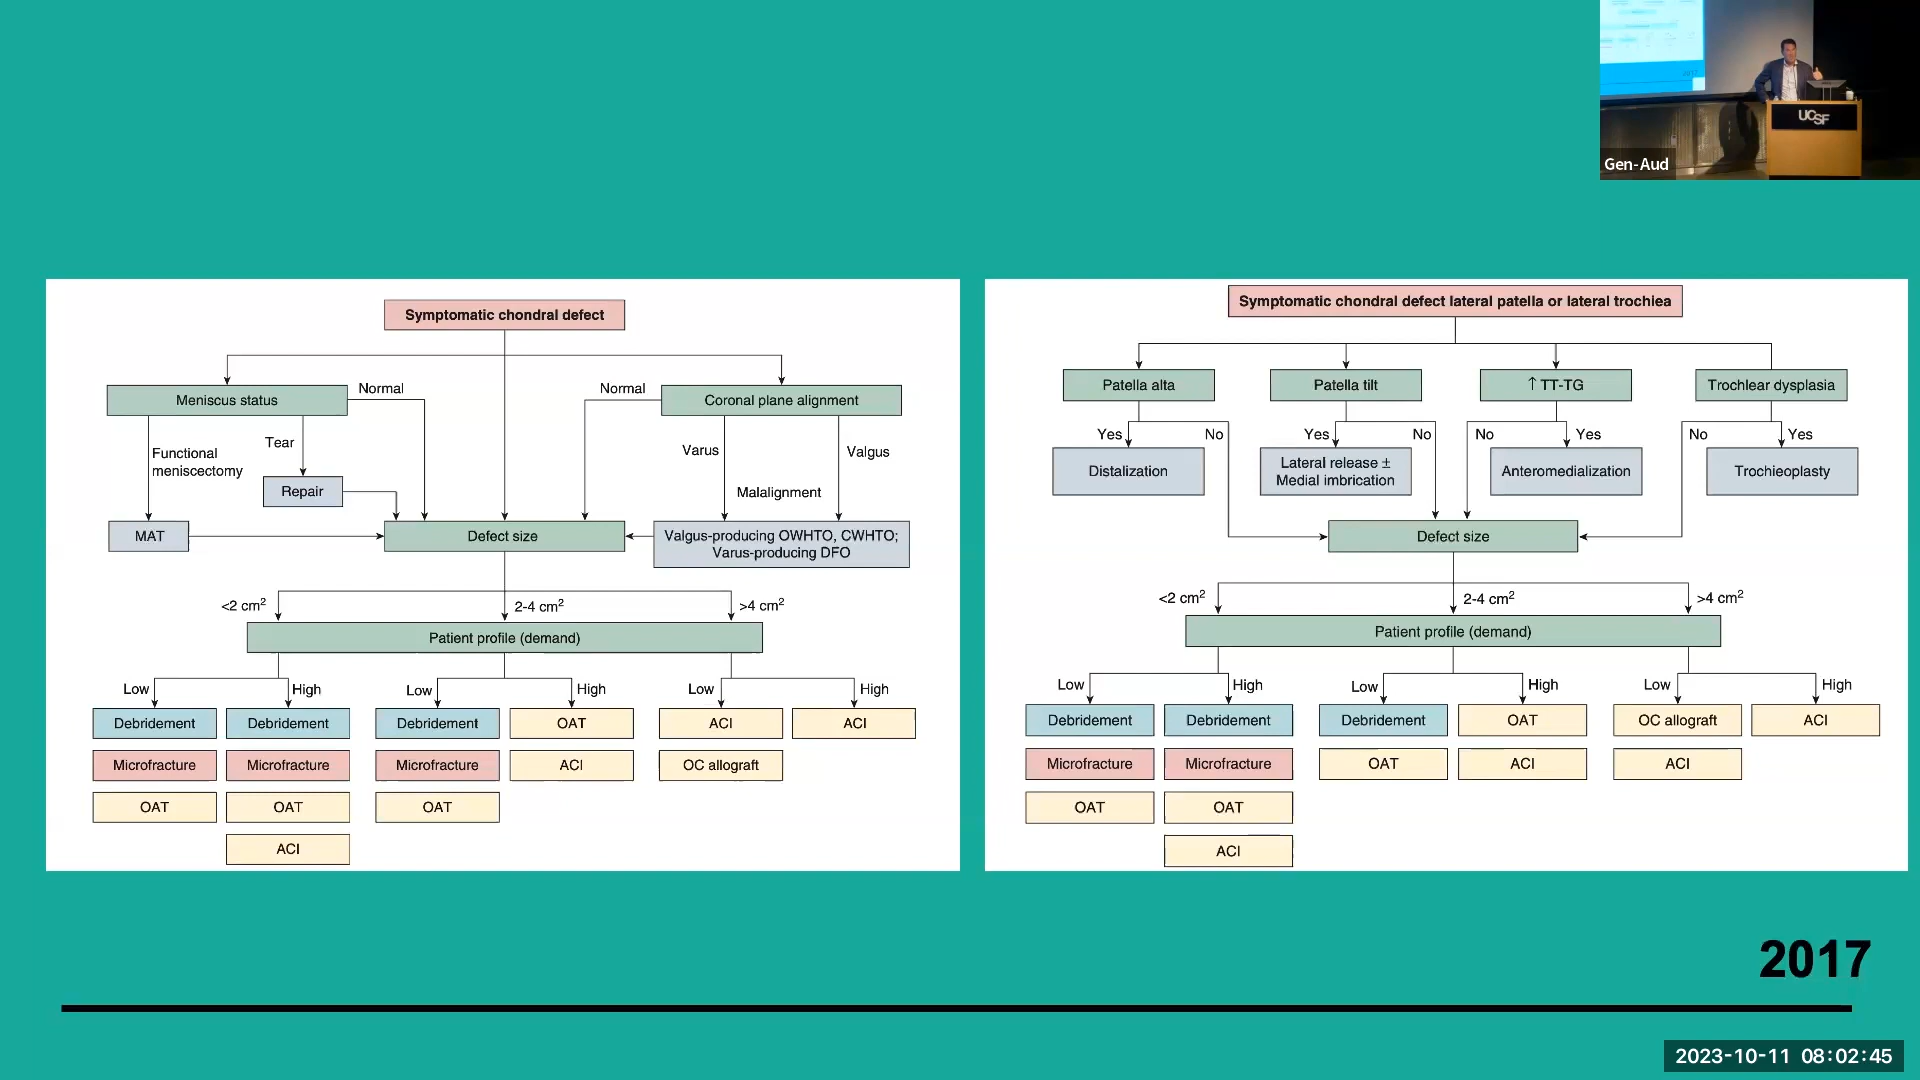 UCSF
Gen-Aud
Symptomatic chondral defect
Meniscus status
Normal
Normal
Coronal plane alignment
Functional
meniscectomy
Tear
Varus
Valgus
Repair
Malalignment
MAT
Defect size
Valgus-producing OWHTO, CWHTO;
Varus-producing DFO
<2 cm²
2-4 cm²
>4 cm²
Patient profile (demand)
Low
High
Low
High
Low
High
Debridement
Debridement
Debridement
OAT
ACI
ACI
Microfracture
Microfracture
Microfracture
ACI
OC allograft
OAT
OAT
OAT
ACI
Symptomatic chondral defect lateral patella or lateral trochiea
Patella alta
Patella tilt
↑ TT-TG
Trochlear dysplasia
Yes
No
Yes
No
No
Yes
No
Yes
Distalization
Lateral release ±
Medial imbrication
Anteromedialization
Trochieoplasty
Defect size
<2 cm²
2-4 cm²
>4 cm²
Patient profile (demand)
Low
High
Low
High
Low
High
Debridement
Debridement
Debridement
OAT
OC allograft
ACI
Microfracture
Microfracture
OAT
ACI
ACI
OAT
OAT
ACI
2017
2023-10-11 08:02:45